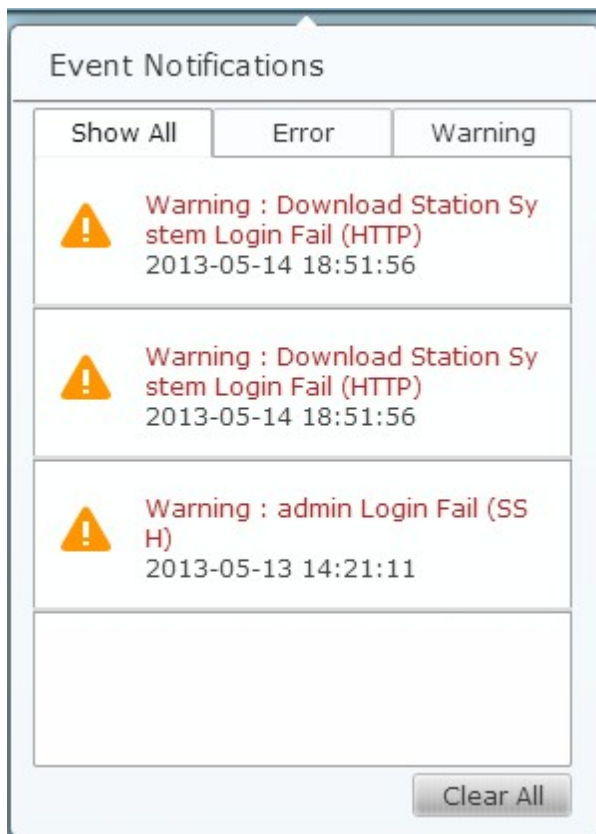 Event Notifications
Show All Error Warning
Warning : Download Station Sy
stem Login Fail (HTTP)
2013-05-14 18:51:56
Warning : Download Station Sy
stem Login Fail (HTTP)
2013-05-14 18:51:56
Warning : admin Login Fail (SS
H)
2013-05-13 14:21:11
Clear All